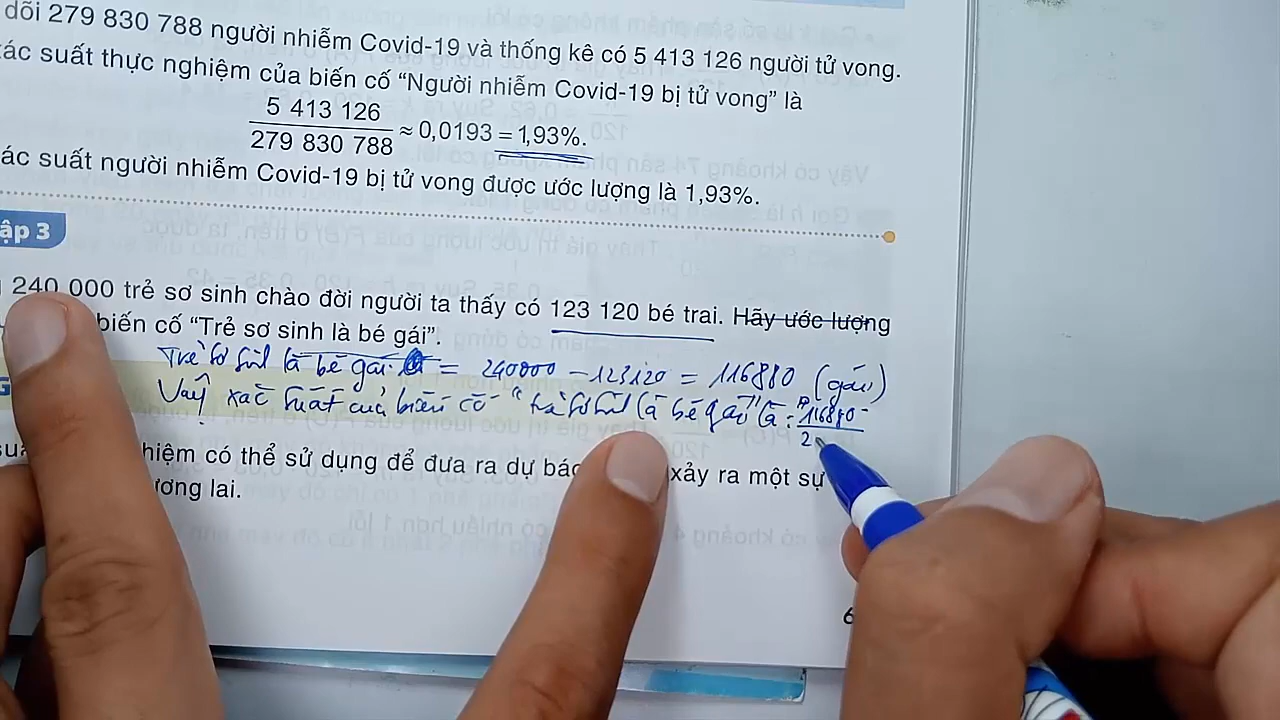 dõi 279 830 788 người nhiễm Covid-19 và thống kê có 5 413 126 người tử vong.
ác suất thực nghiệm của biến cố “Người nhiễm Covid-19 bị tử vong” là
5 413 126
279 830 788 ≈ 0,0193 = 1,93%.
ác suất người nhiễm Covid-19 bị tử vong được ước lượng là 1,93%.
ập 3
240 000 trẻ sơ sinh chào đời người ta thấy có 123 120 bé trai. Hãy ước lượng
biến cố “Trẻ sơ sinh là bé gái”.
Trẻ sơ sinh là bé gái: = 240000 - 123120 = 116880 (gái)
Vậy xác suất của biến cố "trẻ sơ sinh là bé gái" là: 116880
2
hiệm có thể sử dụng để đưa ra dự báo xảy ra một sự
ương lai.
6